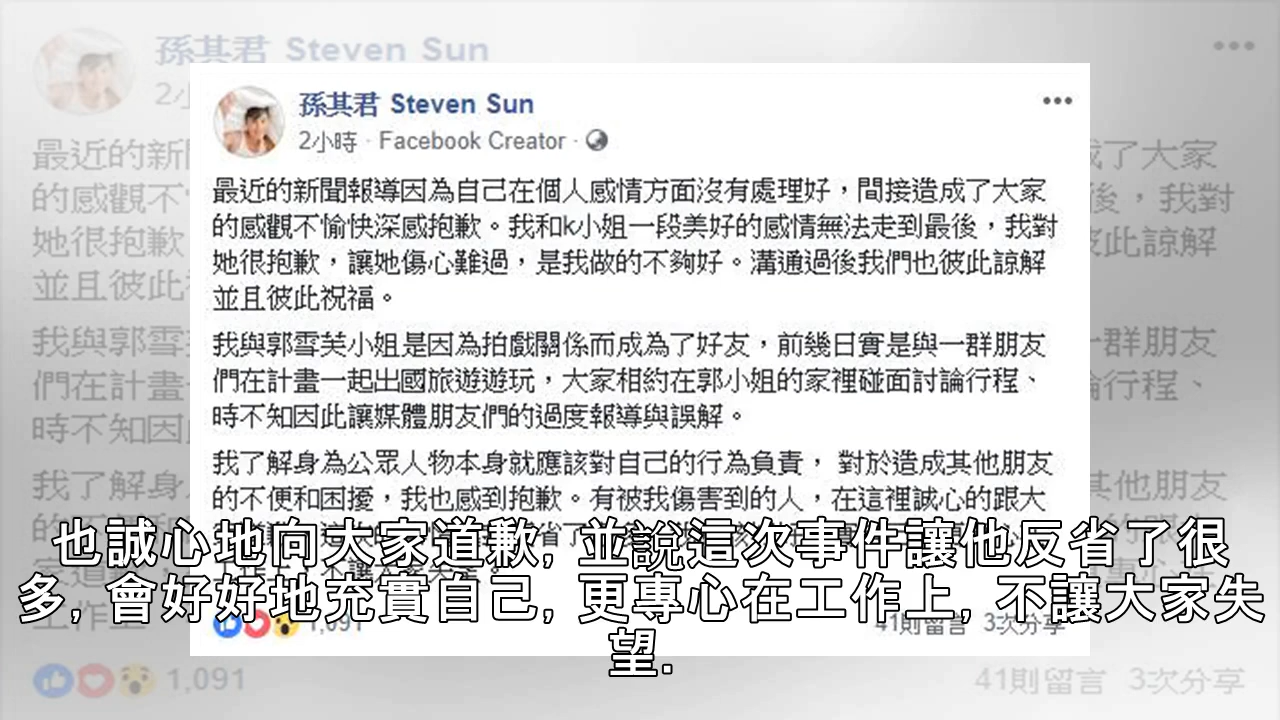 孫其君 Steven Sun
2小時 · Facebook Creator ·
最近的新聞報導因為自己在個人感情方面沒有處理好，間接造成了大家
的感觀不愉快深感抱歉。我和k小姐一段美好的感情無法走到最後，我對
她很抱歉，讓她傷心難過，是我做的不夠好。溝通過後我們也彼此諒解
並且彼此祝福。
我與郭雪芙小姐是因為拍戲關係而成為了好友，前幾日實是與一群朋友
們在計畫一起出國旅遊遊玩，大家相約在郭小姐的家裡碰面討論行程、
時不知因此讓媒體朋友們的過度報導與誤解。
我了解身為公眾人物本身就應該對自己的行為負責， 對於造成其他朋友
的不便和困擾，我也感到抱歉。有被我傷害到的人，在這裡誠心的跟大
也誠心地向大家道歉, 並說這次事件讓他反省了很
多, 會好好地充實自己, 更專心在工作上, 不讓大家失
望.
1,091
41則留言 3次分享